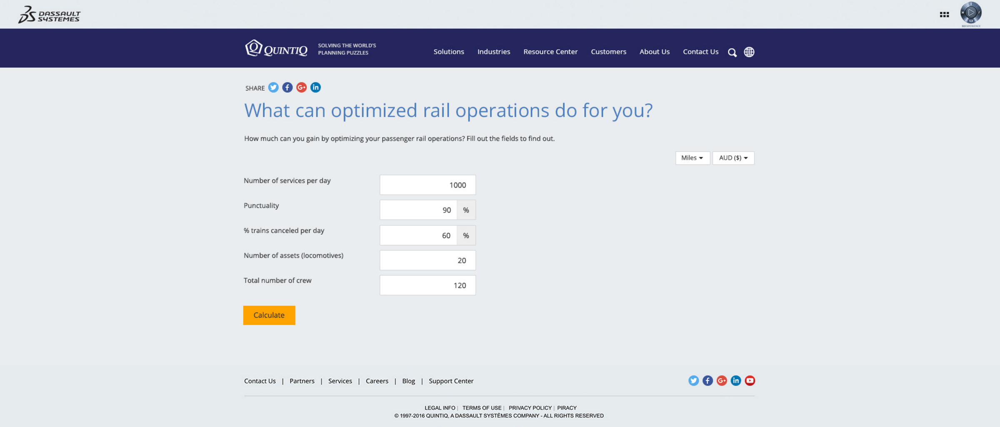 DASSAULT
SYSTEMES
3DEXPERIENCE
QUINTIQ
SOLVING THE WORLD'S
PLANNING PUZZLES
Solutions Industries Resource Center Customers About Us Contact Us
SHARE
What can optimized rail operations do for you?
How much can you gain by optimizing your passenger rail operations? Fill out the fields to find out.
Miles AUD ($)
Number of services per day 1000
Punctuality 90 %
% trains canceled per day 60 %
Number of assets (locomotives) 20
Total number of crew 120
Calculate
Contact Us | Partners | Services | Careers | Blog | Support Center
LEGAL INFO | TERMS OF USE | PRIVACY POLICY | PIRACY
© 1997-2016 QUINTIQ, A DASSAULT SYSTÈMES COMPANY - ALL RIGHTS RESERVED